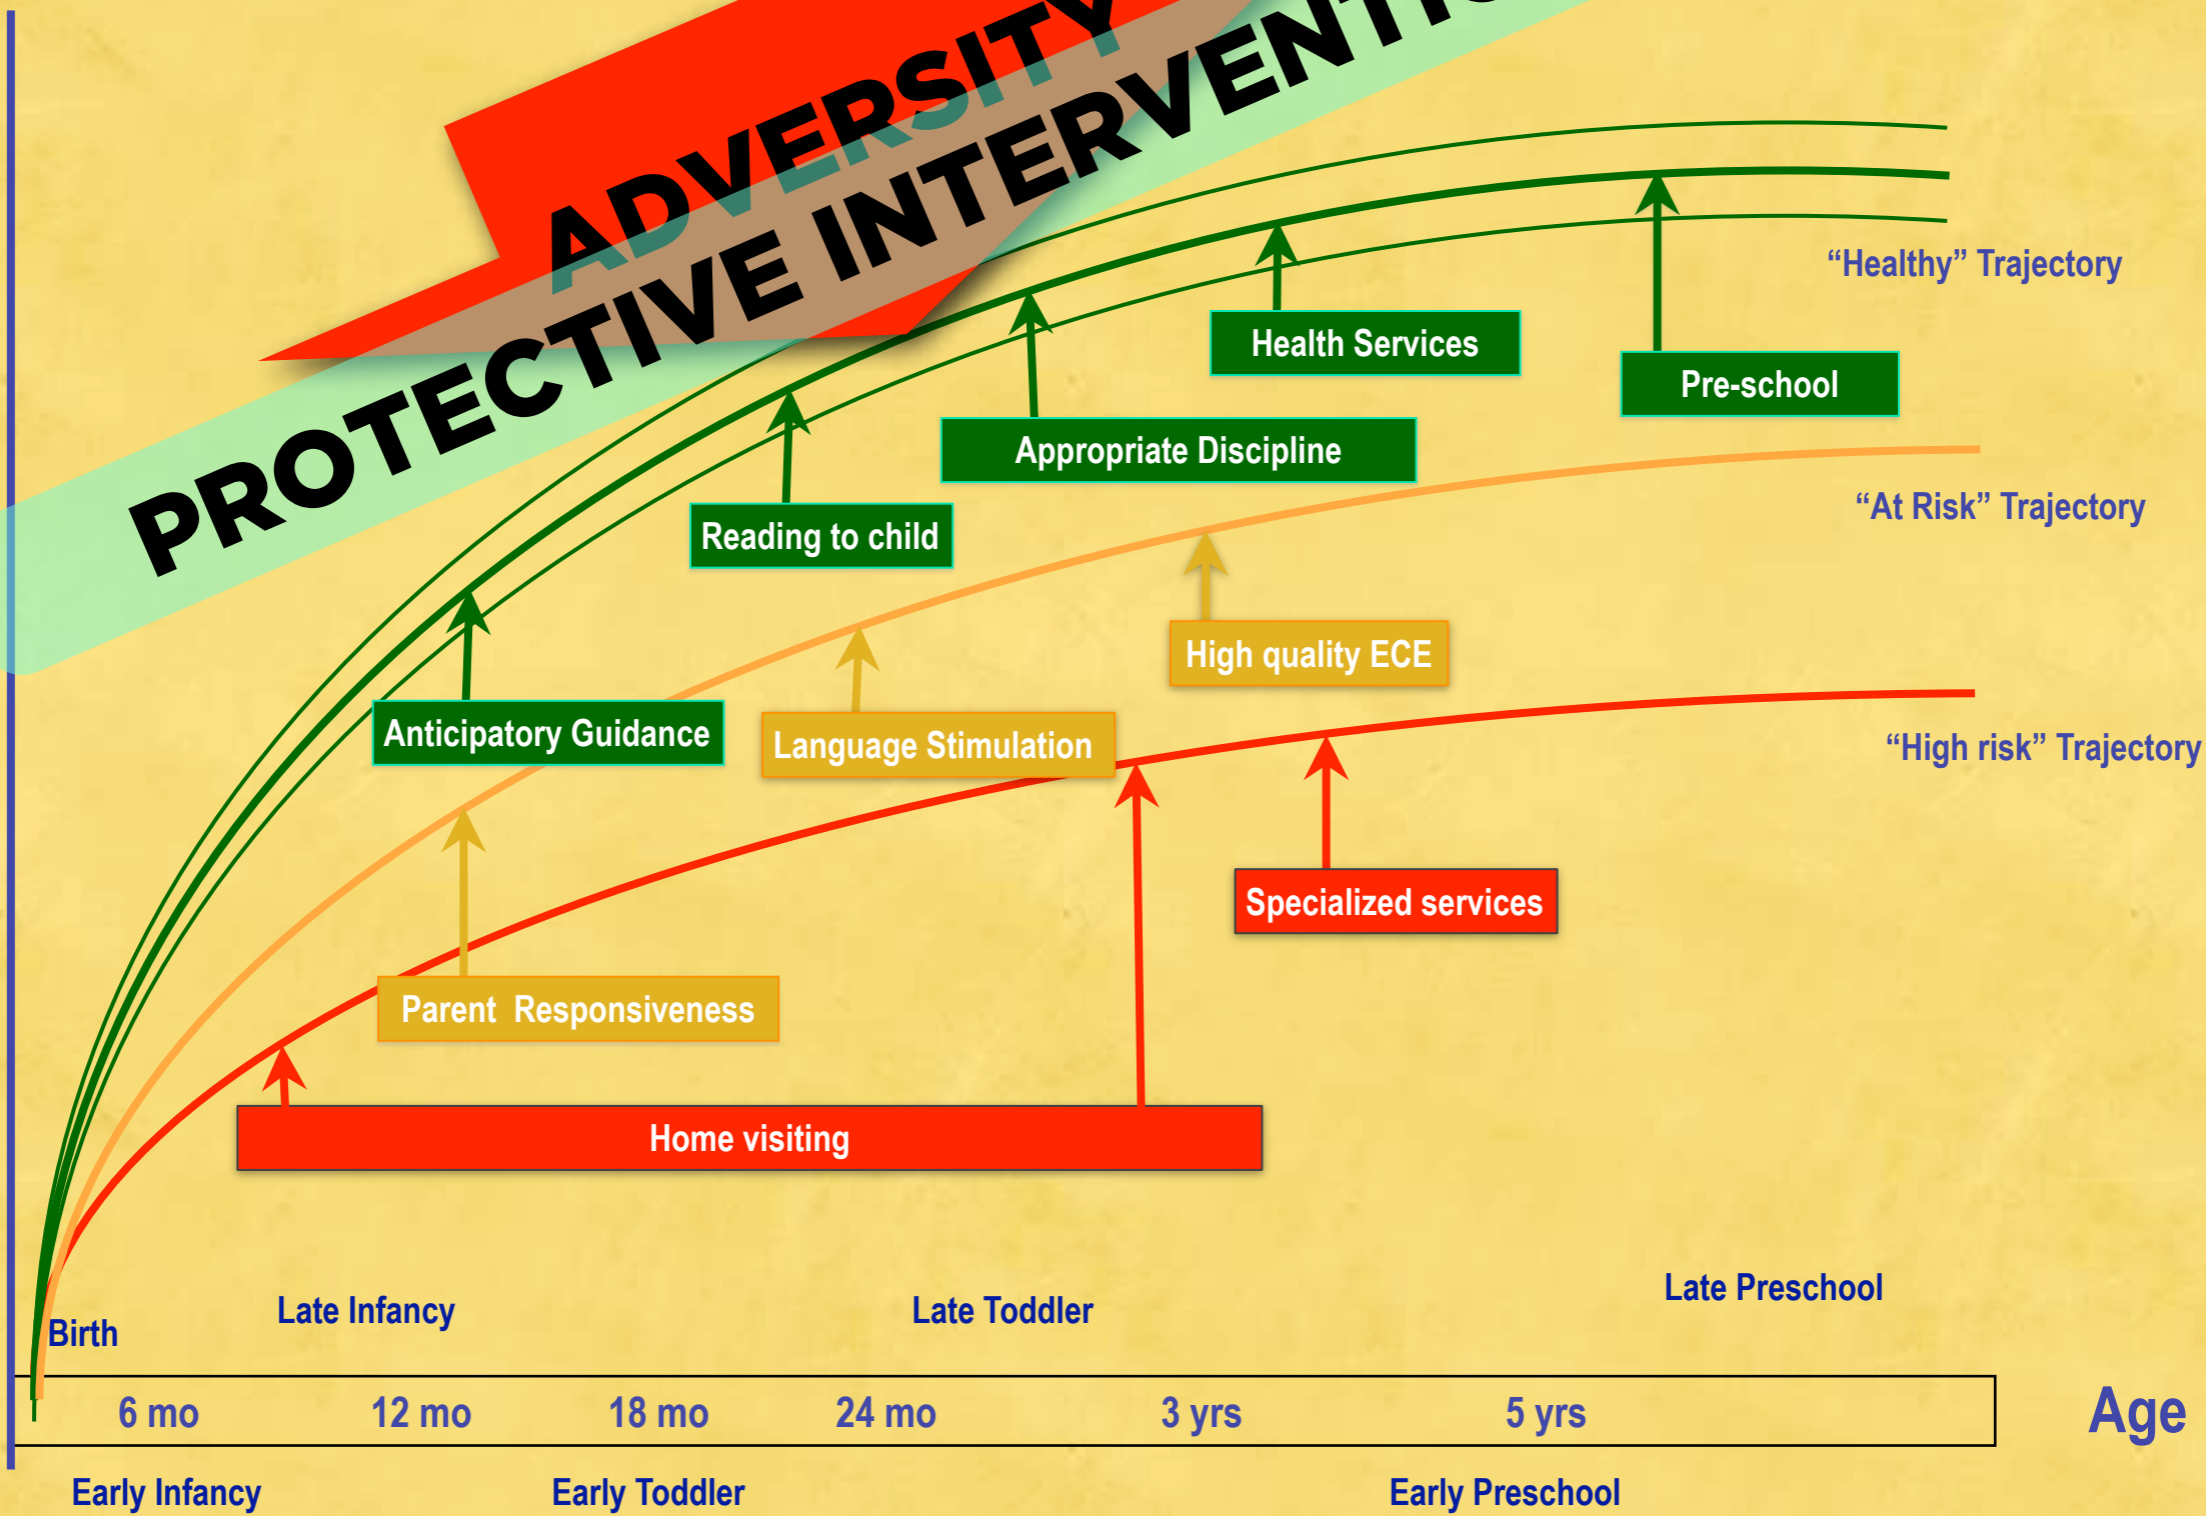 ADVERSITY
PROTECTIVE
“Healthy” Trajectory
Health Services
Pre-school
Appropriate Discipline
“At Risk” Trajectory
Reading to child
High quality ECE
Anticipatory Guidance
Language Stimulation
“High risk” Trajectory
Specialized services
Parent Responsiveness
Home visiting
Birth
Late Infancy
Late Toddler
Late Preschool
6 mo
12 mo
18 mo
24 mo
3 yrs
5 yrs
Age
Early Infancy
Early Toddler
Early Preschool